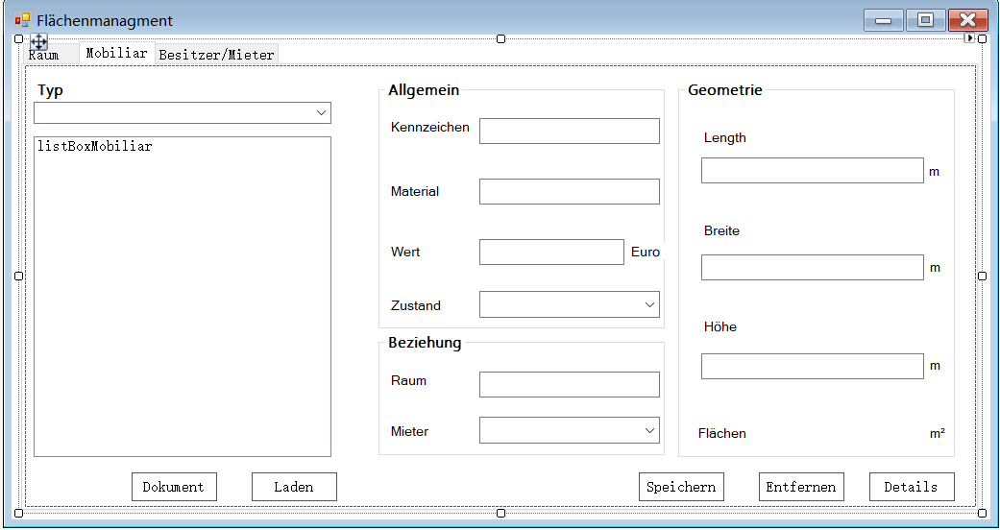 Flächenmanagment
Raum Mobiliar Besitzer/Mieter
Typ
listBoxMobiliar
Dokument Laden
Allgemein
Kennzeichen
Material
Wert Euro
Zustand
Beziehung
Raum
Mieter
Geometrie
Length
m
Breite
m
Höhe
m
Flächen m²
Speichern Entfernen Details